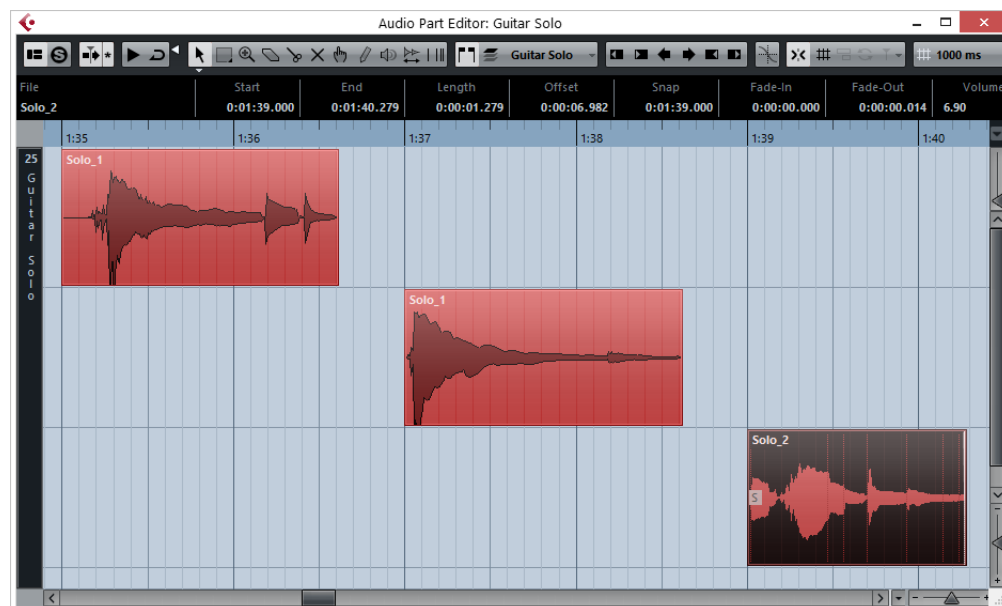 Audio Part Editor: Guitar Solo
Guitar Solo
1000 ms
File Start End Length Offset Snap Fade-In Fade-Out Volume
Solo_2 0:01:39.000 0:01:40.279 0:00:01.279 0:00:06.982 0:01:39.000 0:00:00.000 0:00:00.014 6.90
1:35 1:36 1:37 1:38 1:39 1:40
25
Guitar Solo
Solo_1
Solo_1
Solo_2
S